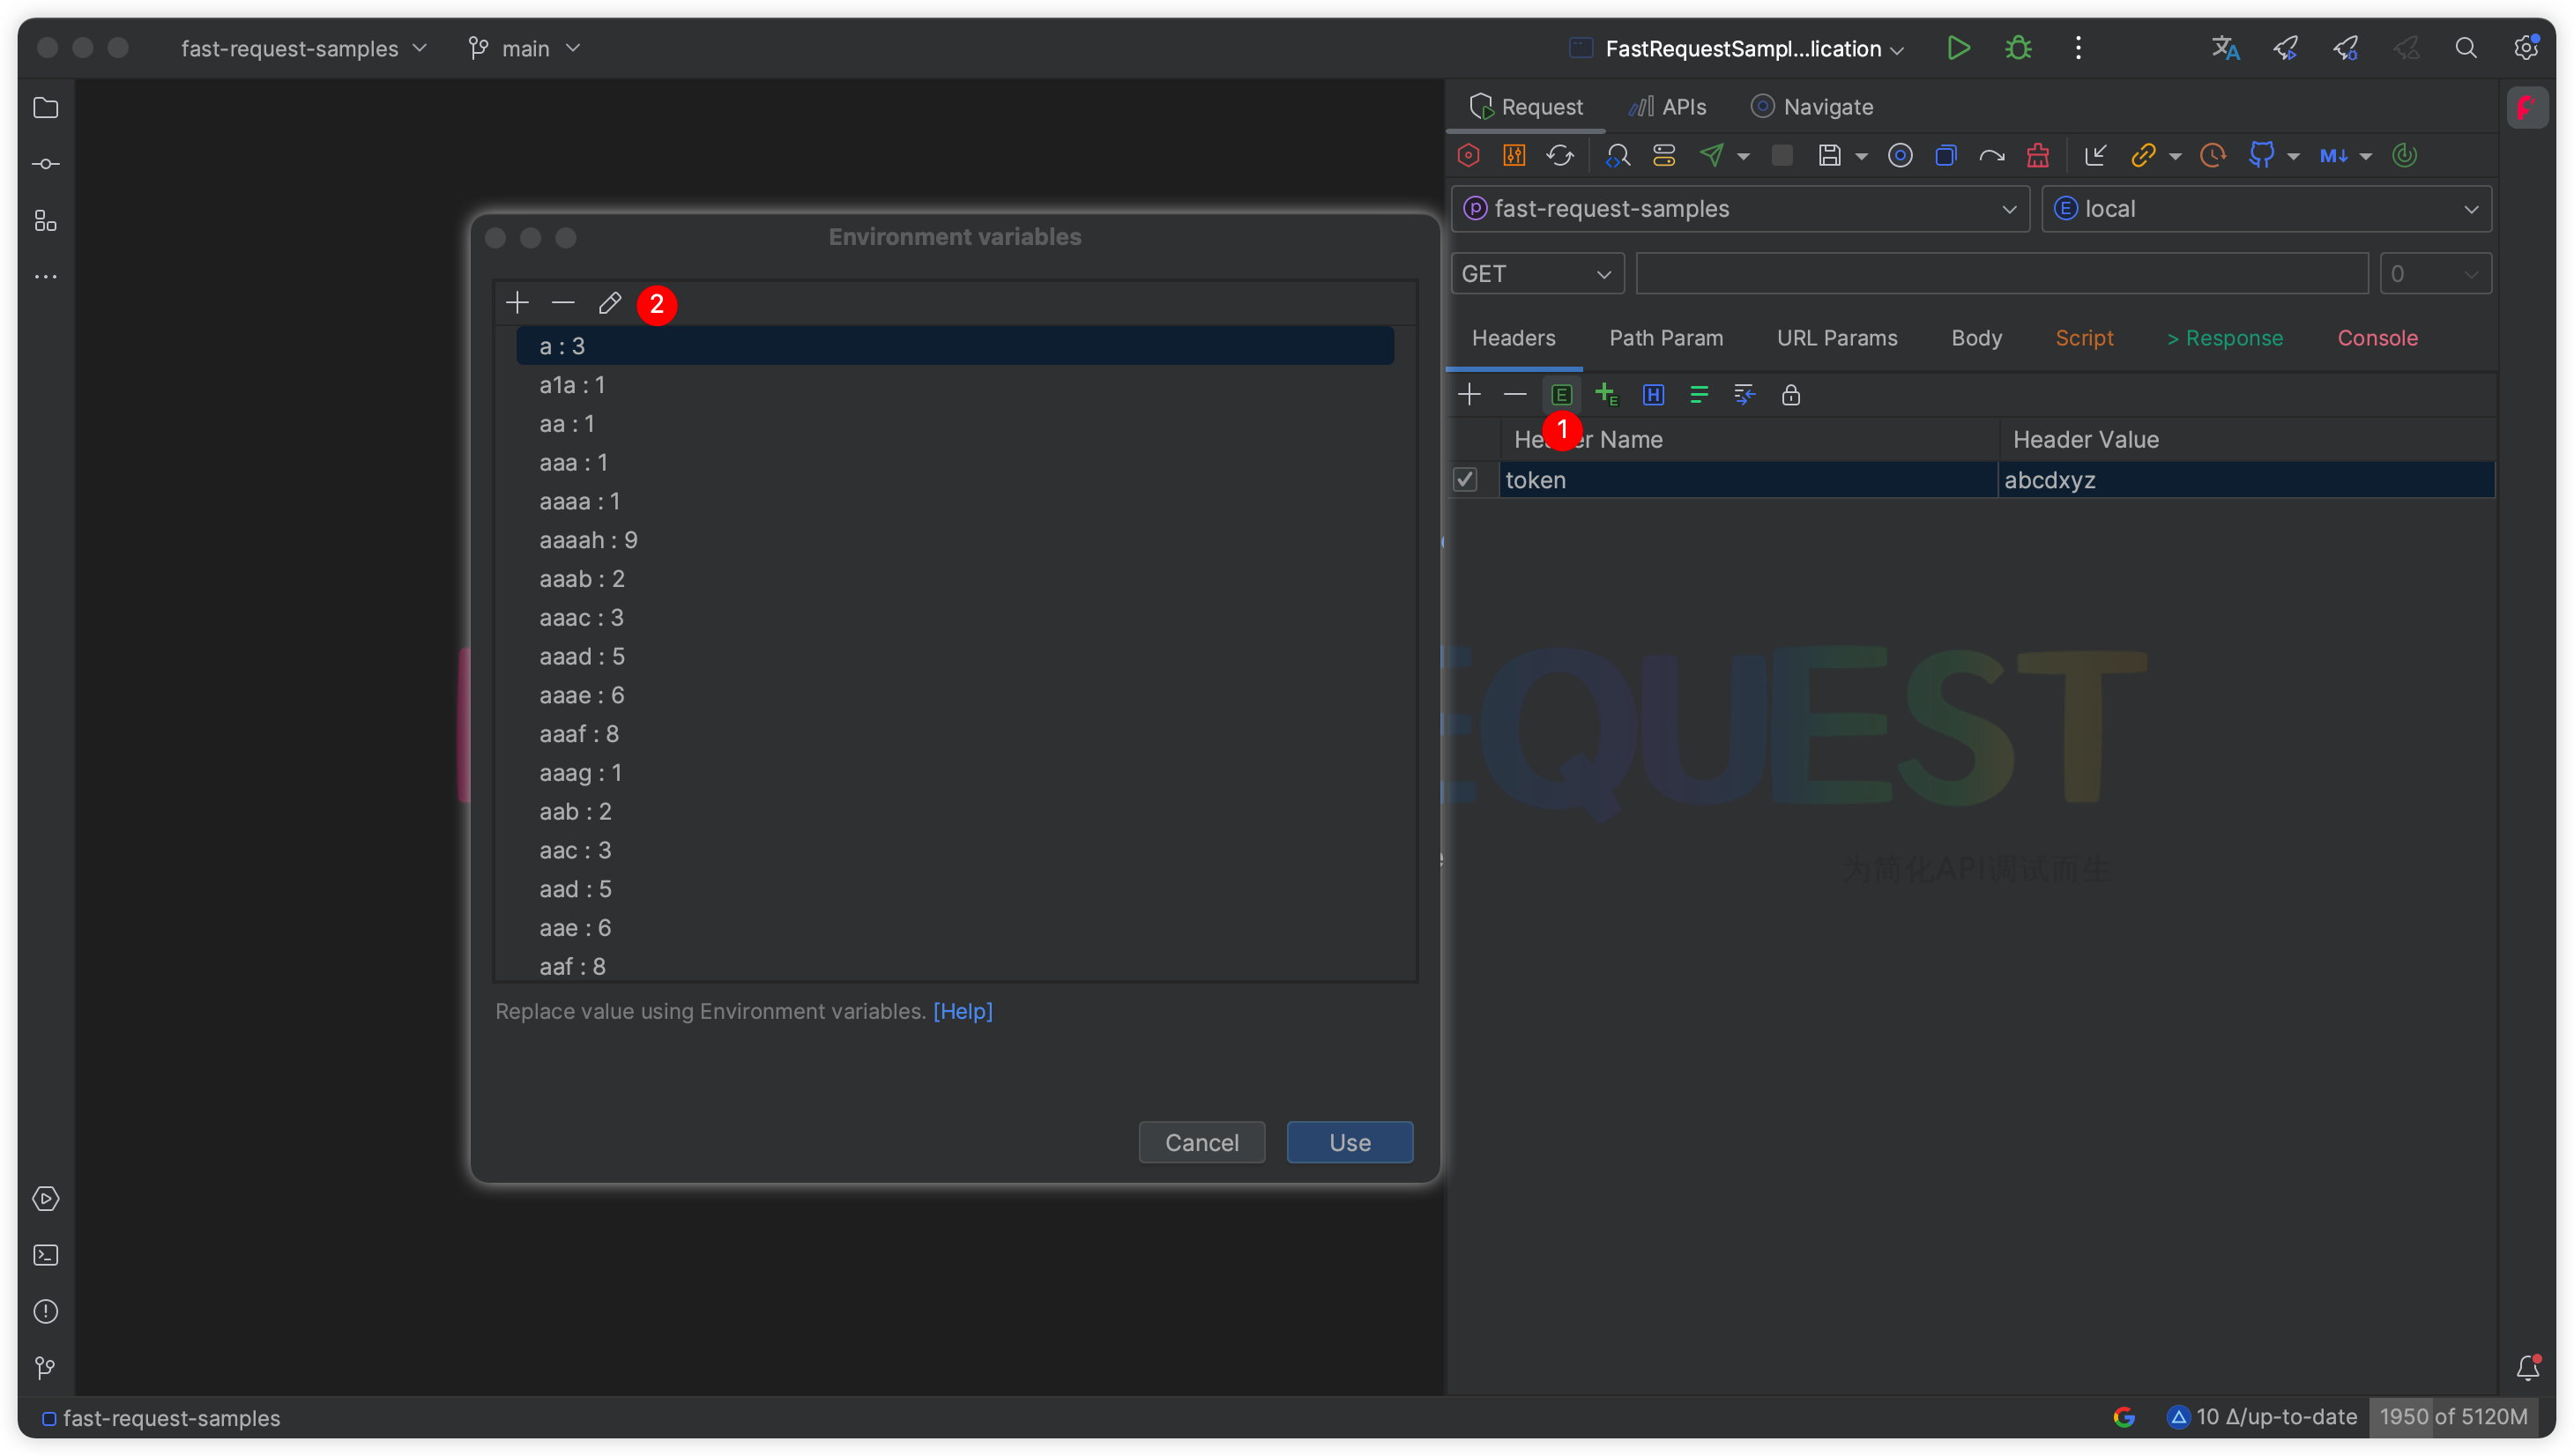 fast-request-samples
main
FastRequestSampl...lication
Request
APIs
Navigate
M↓
P fast-request-samples
E local
GET
0
Headers
Path Param
URL Params
Body
Script
> Response
Console
E
E
H
1
Header Name
Header Value
token
abcdxyz
Environment variables
2
a : 3
a1a : 1
aa : 1
aaa : 1
aaaa : 1
aaaah : 9
aaab : 2
aaac : 3
aaad : 5
aaae : 6
aaaf : 8
aaag : 1
aab : 2
aac : 3
aad : 5
aae : 6
aaf : 8
Replace value using Environment variables. [Help]
Cancel
Use
EQUEST
为简化API调试而生
fast-request-samples
10 Δ/up-to-date
1950 of 5120M